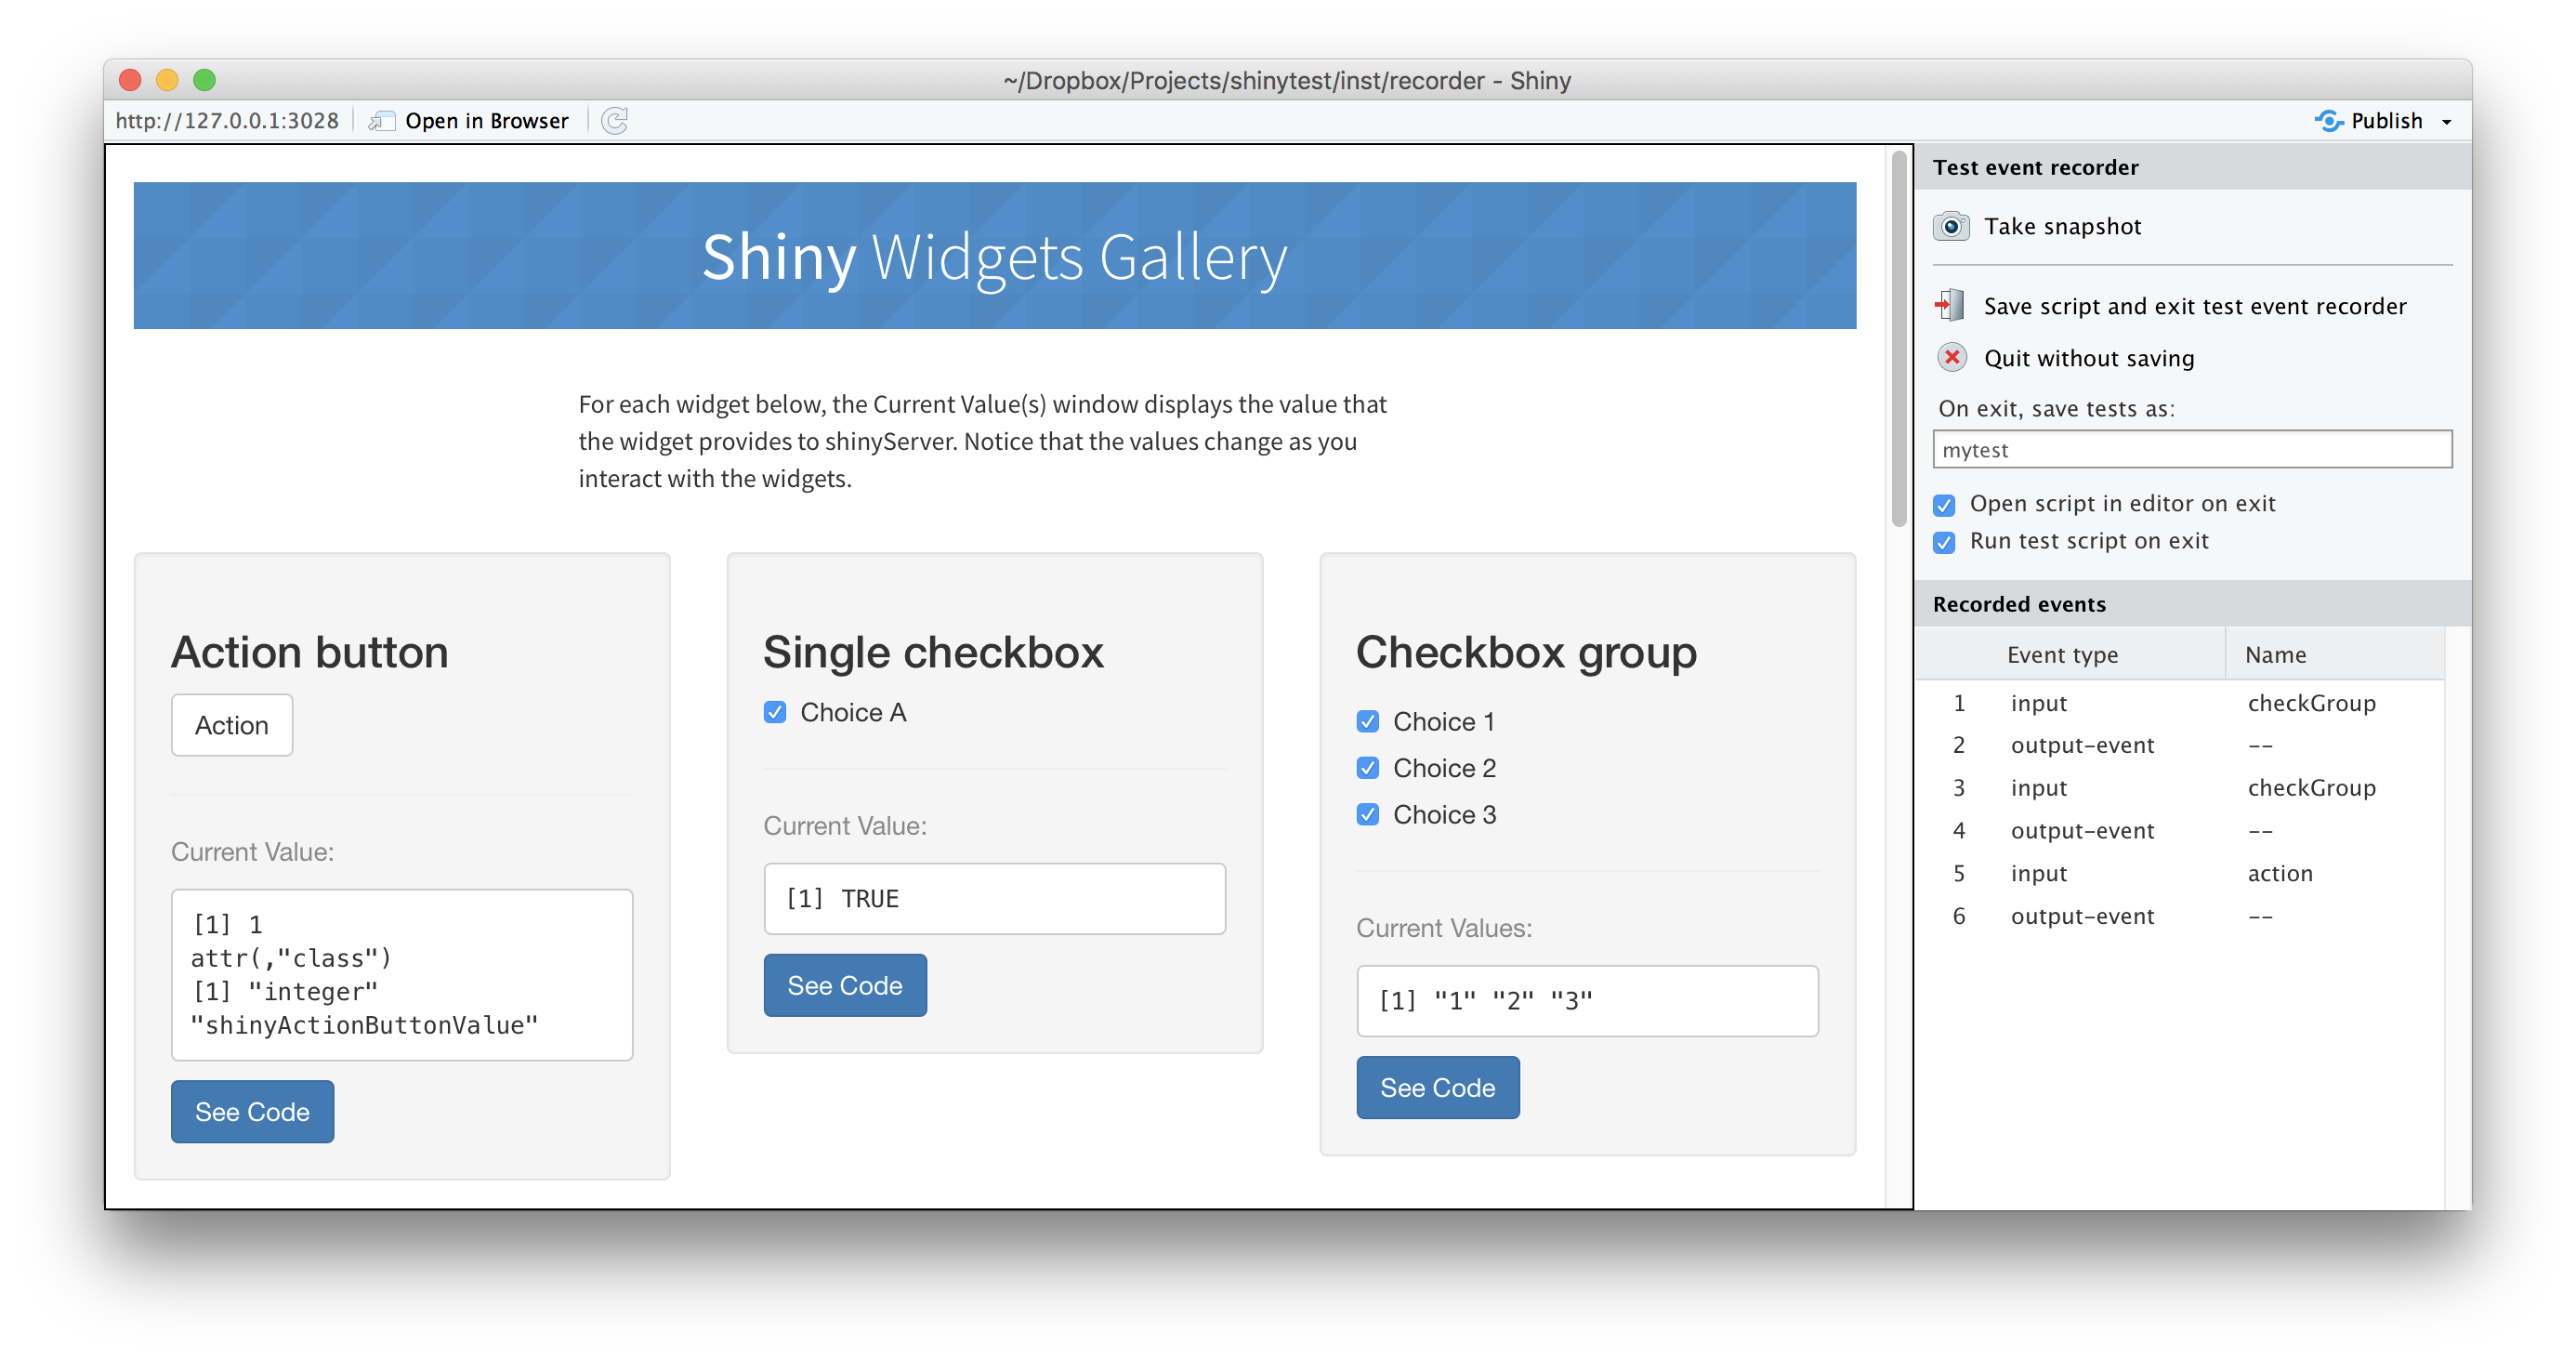 ~/Dropbox/Projects/shinytest/inst/recorder - Shiny
http://127.0.0.1:3028
Open in Browser
Publish
Shiny Widgets Gallery
For each widget below, the Current Value(s) window displays the value that
the widget provides to shinyServer. Notice that the values change as you
interact with the widgets.
Action button
Action
Current Value:
[1] 1
attr(,"class")
[1] "integer"
"shinyActionButtonValue"
See Code
Single checkbox
Choice A
Current Value:
[1] TRUE
See Code
Checkbox group
Choice 1
Choice 2
Choice 3
Current Values:
[1] "1" "2" "3"
See Code
Test event recorder
Take snapshot
Save script and exit test event recorder
Quit without saving
On exit, save tests as:
mytest
Open script in editor on exit
Run test script on exit
Recorded events
Event type Name
1 input checkGroup
2 output-event --
3 input checkGroup
4 output-event --
5 input action
6 output-event --